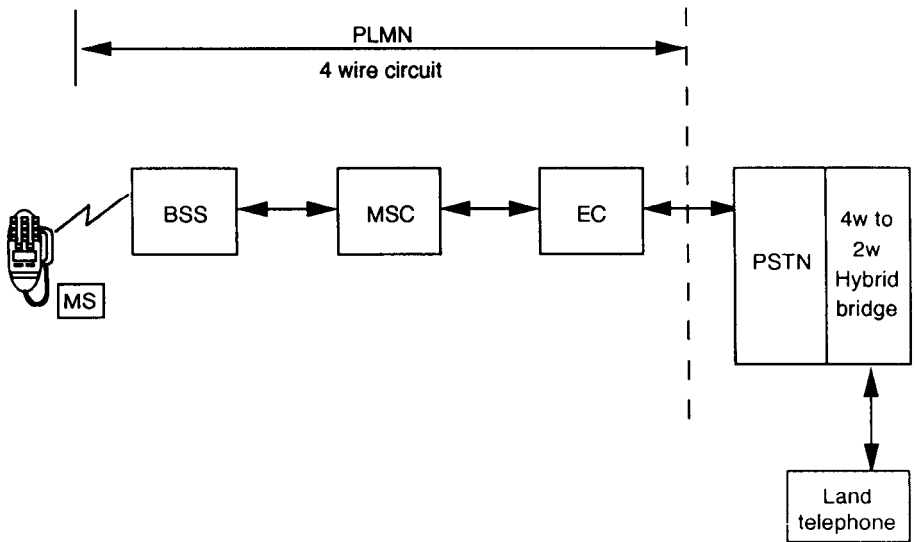 PLMN
4 wire circuit
BSS
MSC
EC
PSTN
4w to
2w
Hybrid
bridge
MS
Land
telephone